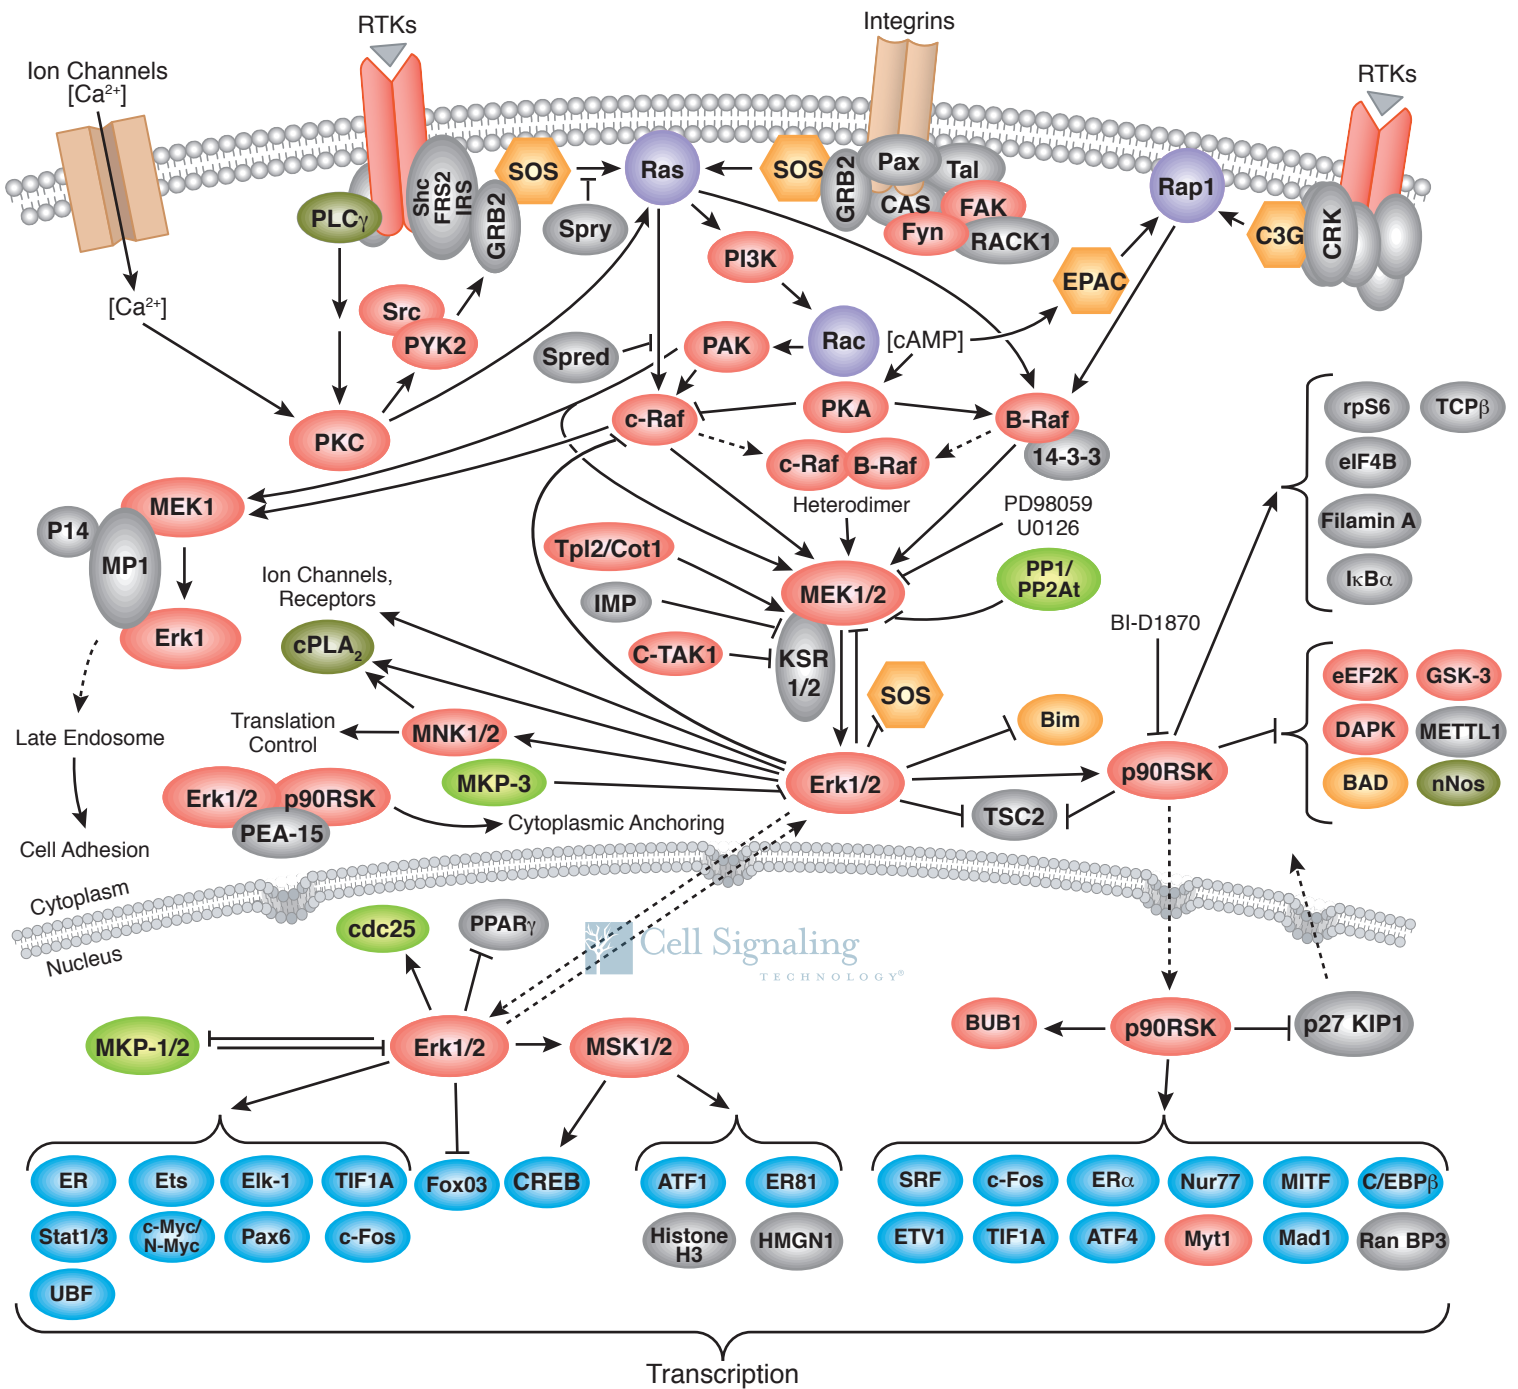 RTKs
Integrins
Ion Channels
[Ca2+]
RTKs
SOS
Ras
SOS
GRB2
Pax
Tal
Rap1
Shc
FRS2
IRS
GRB2
PLCγ
Spry
CAS
FAK
Fyn
RACK1
C3G
CRK
PI3K
EPAC
[Ca2+]
Src
PYK2
Spred
PAK
Rac
[cAMP]
PKC
c-Raf
PKA
B-Raf
14-3-3
rpS6
TCPβ
c-Raf
B-Raf
Heterodimer
eIF4B
MEK1
P14
MP1
Erk1
PD98059
U0126
Filamin A
Tpl2/Cot1
Ion Channels,
Receptors
MEK1/2
PP1/
PP2At
IκBα
IMP
BI-D1870
cPLA2
C-TAK1
KSR
1/2
SOS
eEF2K
GSK-3
Translation
Control
MNK1/2
Bim
DAPK
METTL1
Late Endosome
MKP-3
Erk1/2
p90RSK
BAD
nNos
Erk1/2
p90RSK
PEA-15
Cytoplasmic Anchoring
TSC2
Cell Adhesion
Cytoplasm
Nucleus
cdc25
PPARγ
Cell Signaling
TECHNOLOGY®
MKP-1/2
Erk1/2
MSK1/2
BUB1
p90RSK
p27 KIP1
ER
Ets
Elk-1
TIF1A
Fox03
CREB
ATF1
ER81
SRF
c-Fos
ERα
Nur77
MITF
C/EBPβ
Stat1/3
c-Myc/
N-Myc
Pax6
c-Fos
Histone
H3
HMGN1
ETV1
TIF1A
ATF4
Myt1
Mad1
Ran BP3
UBF
Transcription